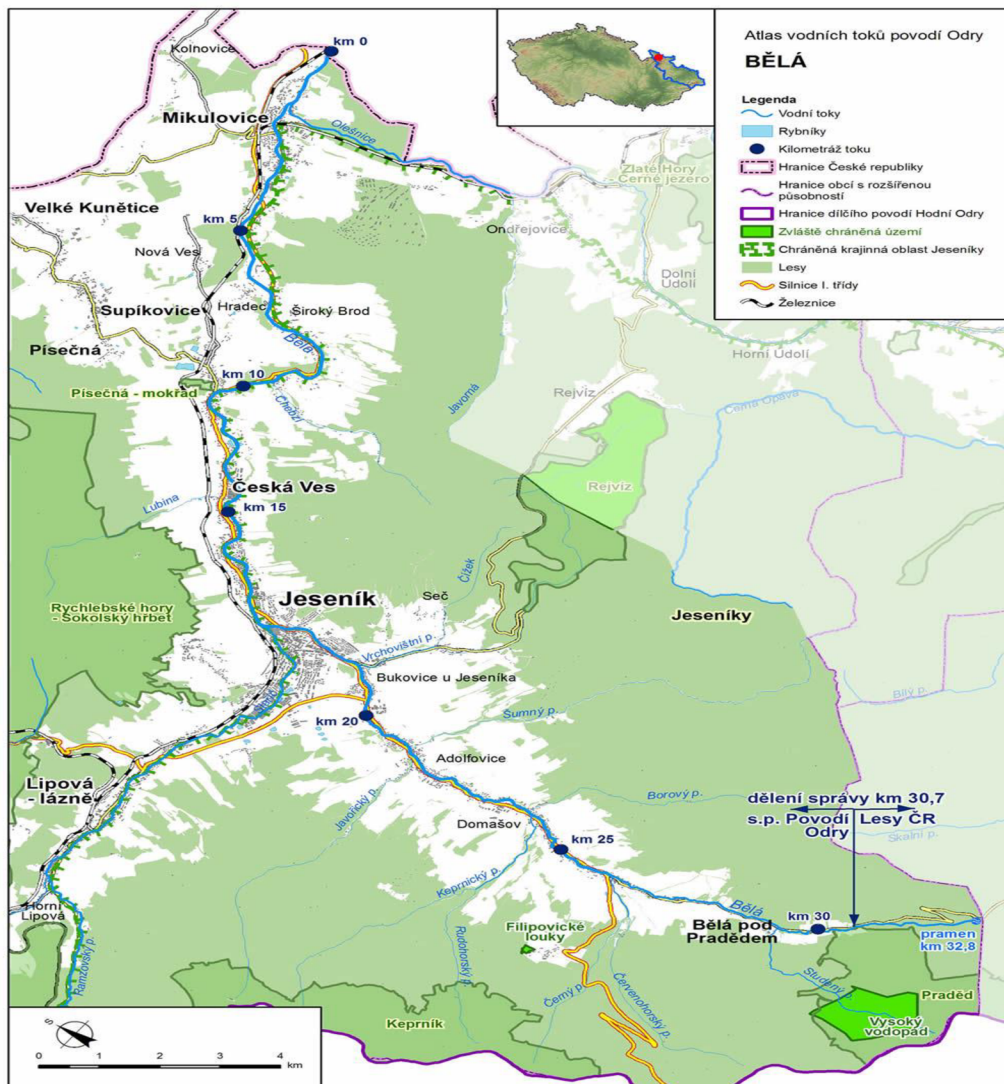 Atlas vodních toků povodí Odry
BĚLÁ
Legenda
Vodní toky
Rybníky
Kilometráž toku
Hranice České republiky
Hranice obcí s rozšířenou
působností
Hranice dílčího povodí Hodní Odry
Zvláště chráněná území
Chráněná krajinná oblast Jeseníky
Lesy
Silnice I. třídy
Železnice
Kolnovice
km 0
Mikulovice
Olešnice
Zlaté Hory
Černé jezero
Velké Kunětice
km 5
Ondřejovice
Nová Ves
Dolní
Údolí
Supíkovice
Hradec
Široký Brod
Písečná
Bělá
Horní Údolí
km 10
Písečná - mokřad
Chebzí
Javorná
Rejvíz
Černá Opava
Česká Ves
Rejvíz
Lubina
km 15
Čížek
Rychlebské hory
- Sokolský hřbet
Jeseník
Seč
Jeseníky
Vrchovištní p.
Bukovice u Jeseníka
Bílý p.
Staříč
km 20
Šumný p.
Adolfovice
Lipová
- lázně
Borový p.
dělení správy km 30,7
s.p. Povodí Lesy ČR
Odry
Skalní p.
Javořický p.
Domašov
km 25
Keprnický p.
Horní
Lipová
Bělá
Filipovické
louky
Bělá pod
Pradědem
km 30
pramen
km 32,8
Ramzovský p.
Rudohorský p.
Černý p.
Červenohorský p.
Studený p.
Praděd
Keprník
Vysoký
vodopád
S
0 1 2 3 4
km